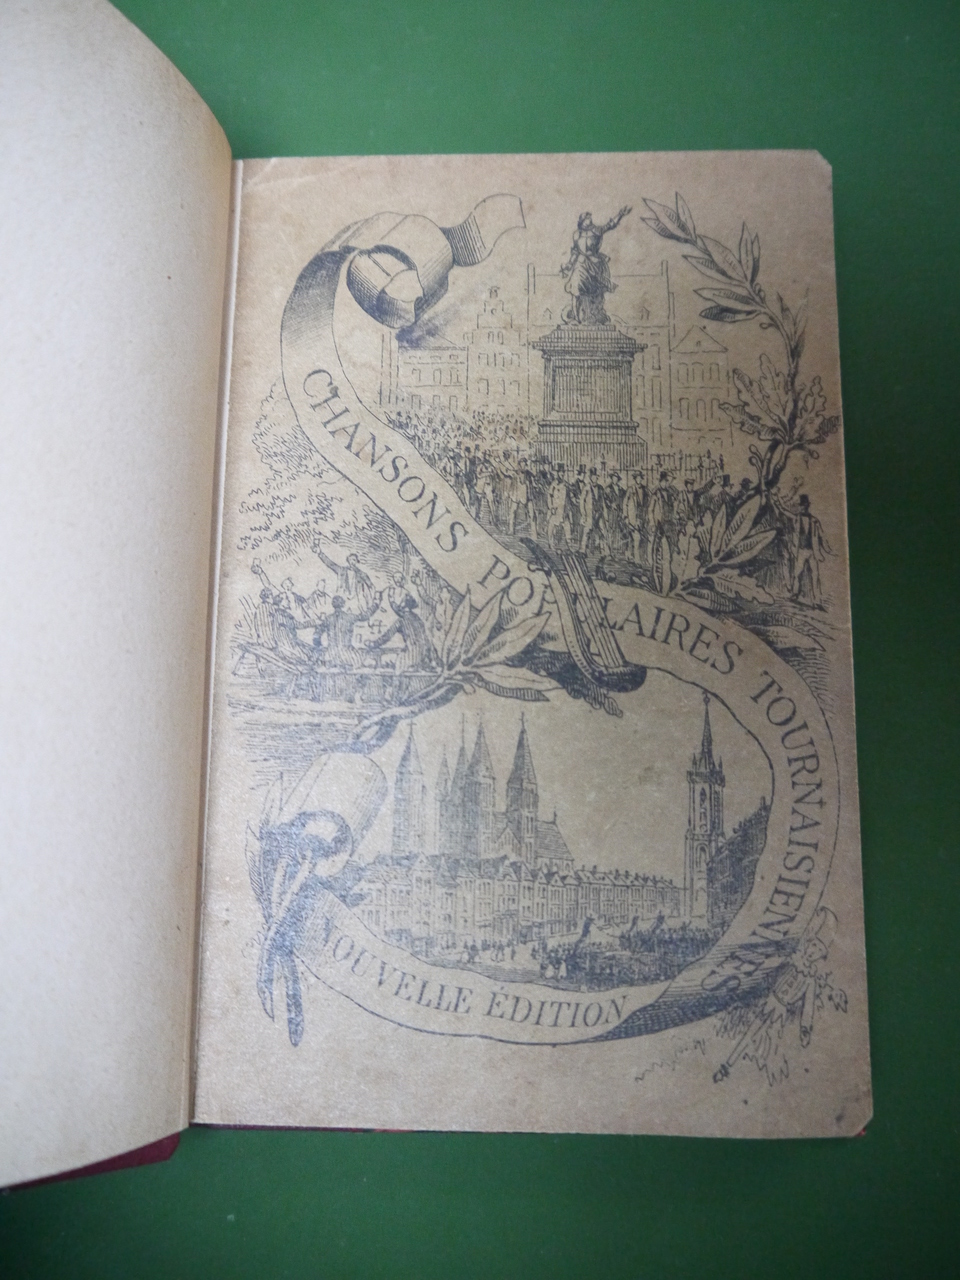 CHANSONS POPULAIRES TOURNAISIENNES
NOUVELLE ÉDITION